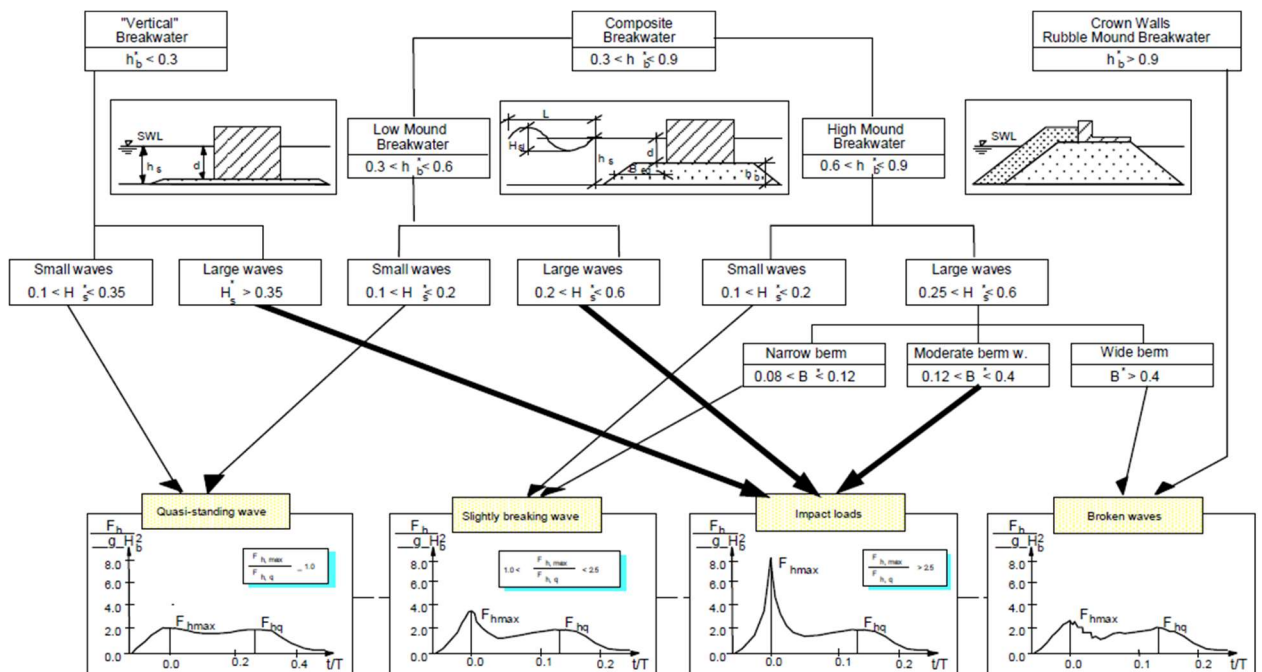 "Vertical"
Breakwater
h*b < 0.3
Composite
Breakwater
0.3 < h*b < 0.9
Crown Walls
Rubble Mound Breakwater
h*b > 0.9
SWL
hs
d
Low Mound
Breakwater
0.3 < h*b < 0.6
L
Hsi
hs
d
Beq
hb
High Mound
Breakwater
0.6 < h*b < 0.9
SWL
Small waves
0.1 < H*s < 0.35
Large waves
H*s > 0.35
Small waves
0.1 < H*s < 0.2
Large waves
0.2 < H*s < 0.6
Small waves
0.1 < H*s < 0.2
Large waves
0.25 < H*s < 0.6
Narrow berm
0.08 < B* < 0.12
Moderate berm w.
0.12 < B* < 0.4
Wide berm
B* > 0.4
Quasi-standing wave
Fh
g Hb2
8.0
6.0
4.0
2.0
Fh, max
Fh, q
1.0
Fhmax
Fhq
0.0 0.2 0.4 t/T
Slightly breaking wave
Fh
g Hb2
8.0
6.0
4.0
2.0
1.0 < Fh, max < 2.5
Fh, q
Fhmax
Fhq
0.0 0.1 0.2 t/T
Impact loads
Fh
g Hb2
8.0
6.0
4.0
2.0
Fh, max > 2.5
Fh, q
Fhmax
Fhq
0.0 0.1 0.2 t/T
Broken waves
Fh
g Hb2
8.0
6.0
4.0
2.0
Fhmax
Fhq
0.0 0.1 0.2 t/T